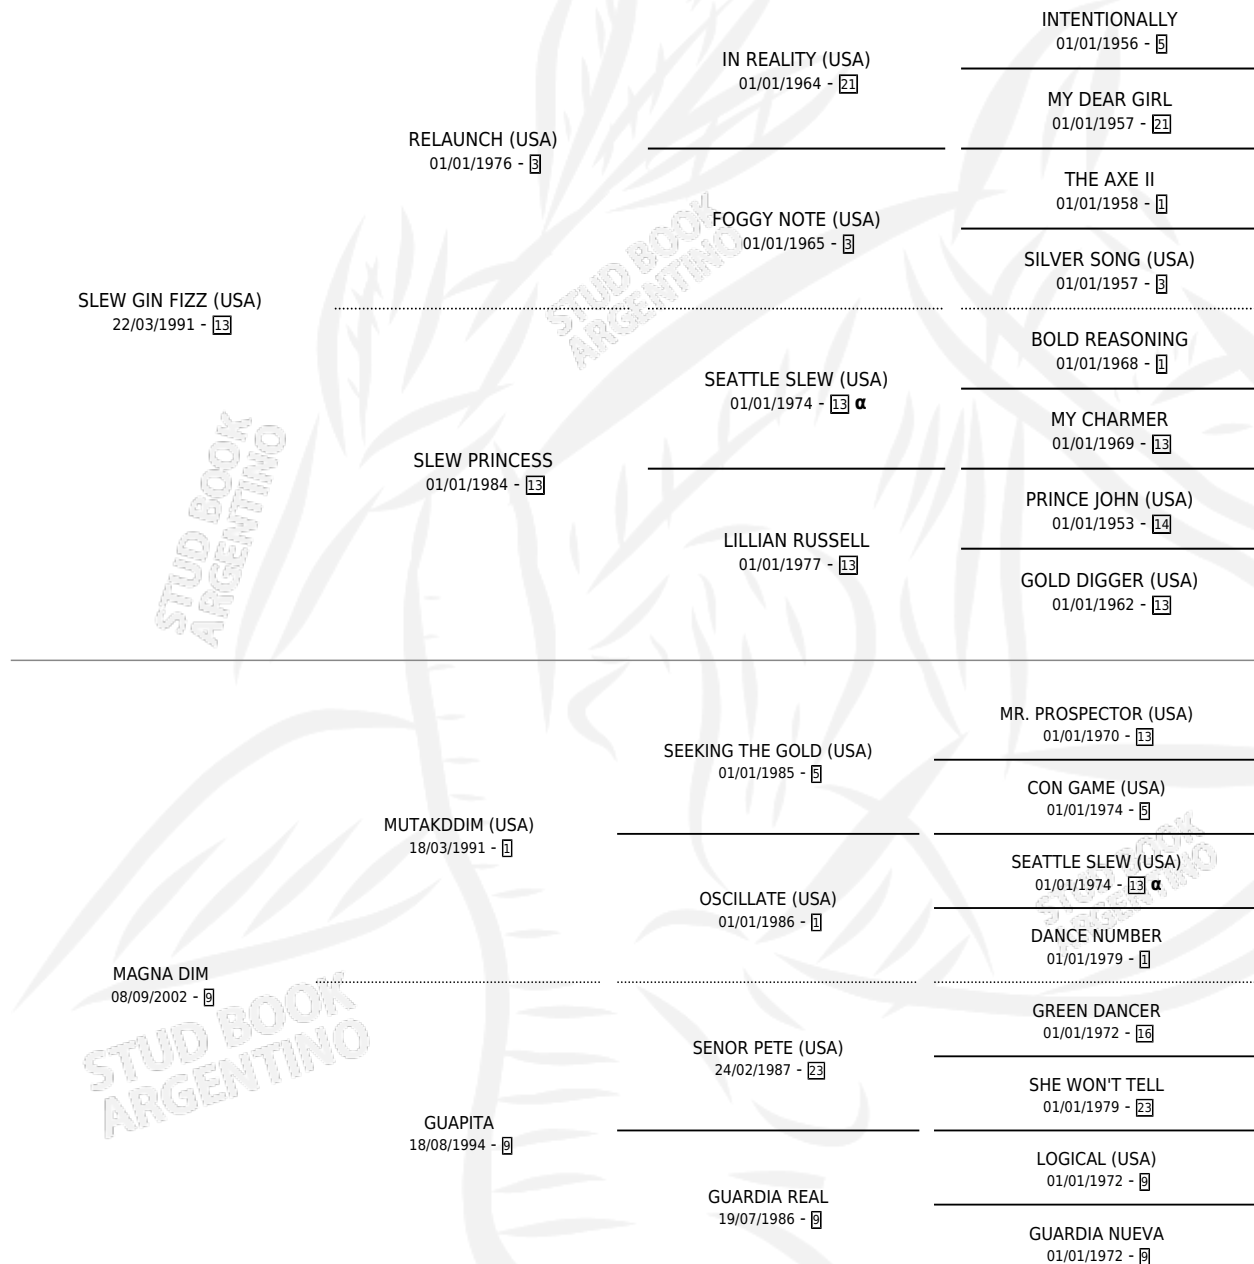 INTENTIONALLY
01/01/1956 - 5
IN REALITY (USA)
01/01/1964 - 21
MY DEAR GIRL
01/01/1957 - 21
RELAUNCH (USA)
01/01/1976 - 3
THE AXE II
01/01/1958 - 1
FOGGY NOTE (USA)
01/01/1965 - 3
SILVER SONG (USA)
01/01/1957 - 3
SLEW GIN FIZZ (USA)
22/03/1991 - 13
BOLD REASONING
01/01/1968 - 1
SEATTLE SLEW (USA)
01/01/1974 - 13 α
MY CHARMER
01/01/1969 - 13
SLEW PRINCESS
01/01/1984 - 13
PRINCE JOHN (USA)
01/01/1953 - 14
LILLIAN RUSSELL
01/01/1977 - 13
GOLD DIGGER (USA)
01/01/1962 - 13
MR. PROSPECTOR (USA)
01/01/1970 - 13
SEEKING THE GOLD (USA)
01/01/1985 - 5
CON GAME (USA)
01/01/1974 - 5
MUTAKDDIM (USA)
18/03/1991 - 1
SEATTLE SLEW (USA)
01/01/1974 - 13 α
OSCILLATE (USA)
01/01/1986 - 1
DANCE NUMBER
01/01/1979 - 1
MAGNA DIM
08/09/2002 - 9
GREEN DANCER
01/01/1972 - 16
SENOR PETE (USA)
24/02/1987 - 23
SHE WON'T TELL
01/01/1979 - 23
GUAPITA
18/08/1994 - 9
LOGICAL (USA)
01/01/1972 - 9
GUARDIA REAL
19/07/1986 - 9
GUARDIA NUEVA
01/01/1972 - 9
STUD BOOK
ARGENTINO
STUD BOOK
ARGENTINO
STUD BOOK
ARGENTINO
STUD BOOK
ARGENTINO